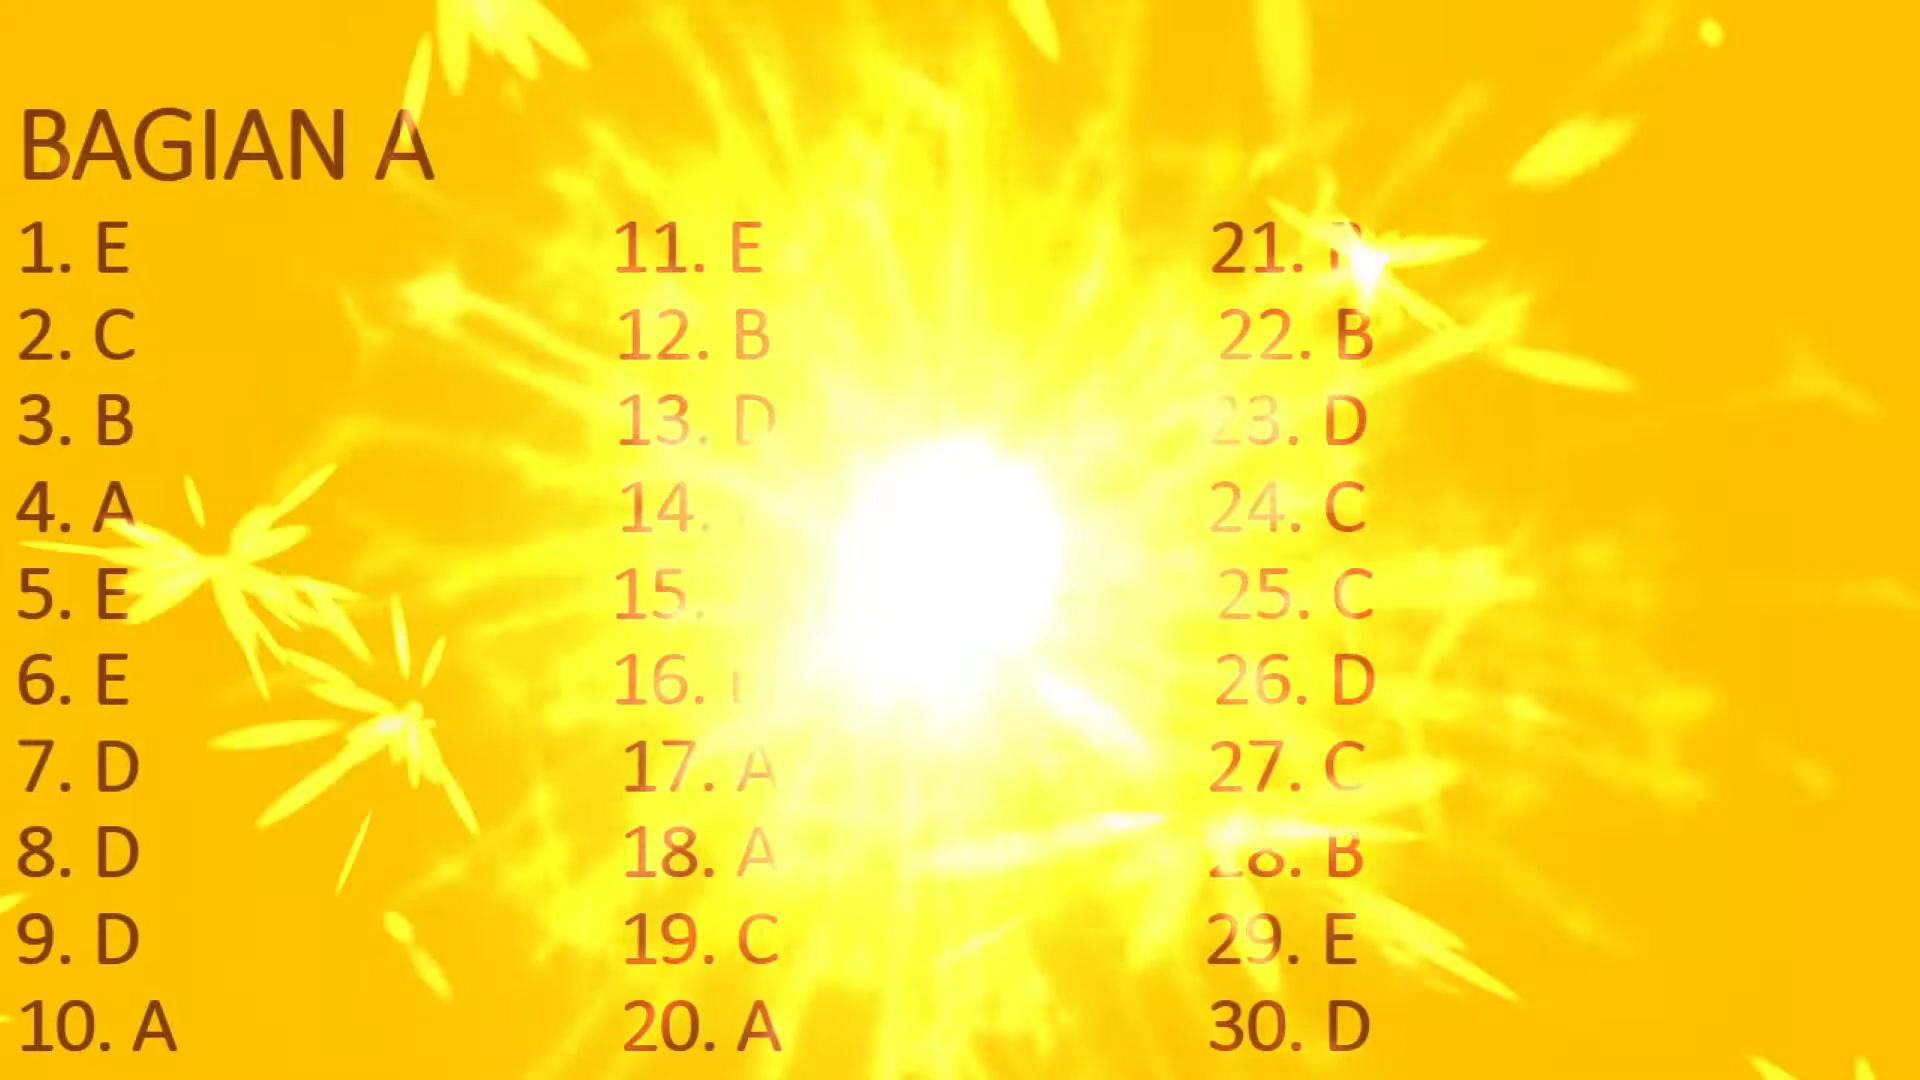 BAGIAN A
1. E
2. C
3. B
4. A
5. E
6. E
7. D
8. D
9. D
10. A
11. E
12. B
13. D
14.
15.
16.
17. A
18. A
19. C
20. A
21.
22. B
23. D
24. C
25. C
26. D
27. C
28. B
29. E
30. D